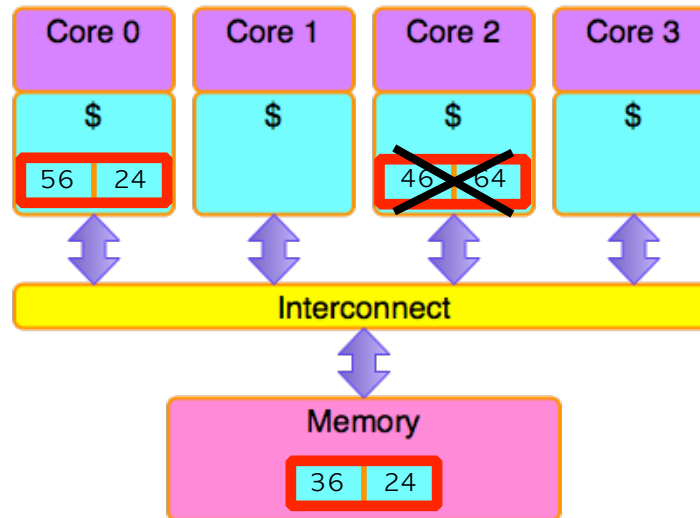 Core 0 Core 1 Core 2 Core 3
$ $ $ $
56 24 46 64
Interconnect
Memory
36 24